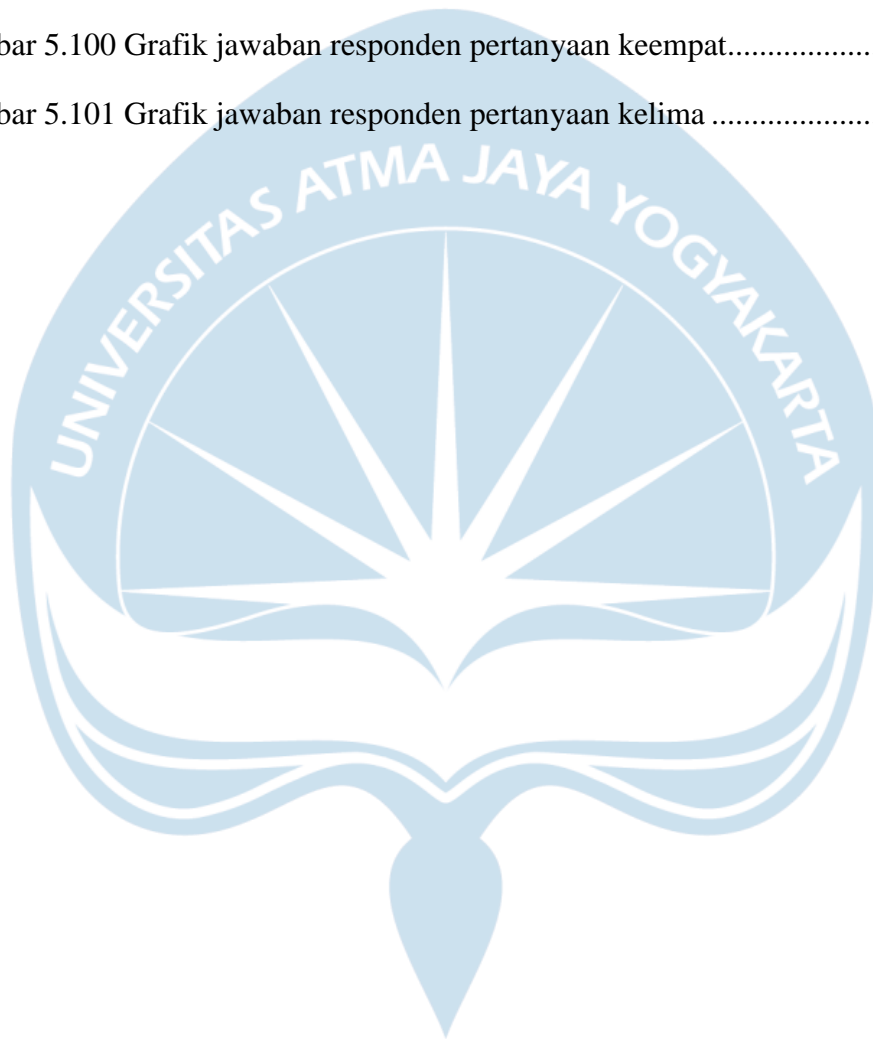 bar 5.100 Grafik jawaban responden pertanyaan keempat.................
bar 5.101 Grafik jawaban responden pertanyaan kelima ...................
UNIVERSITAS ATMA JAYA YOGYAKARTA